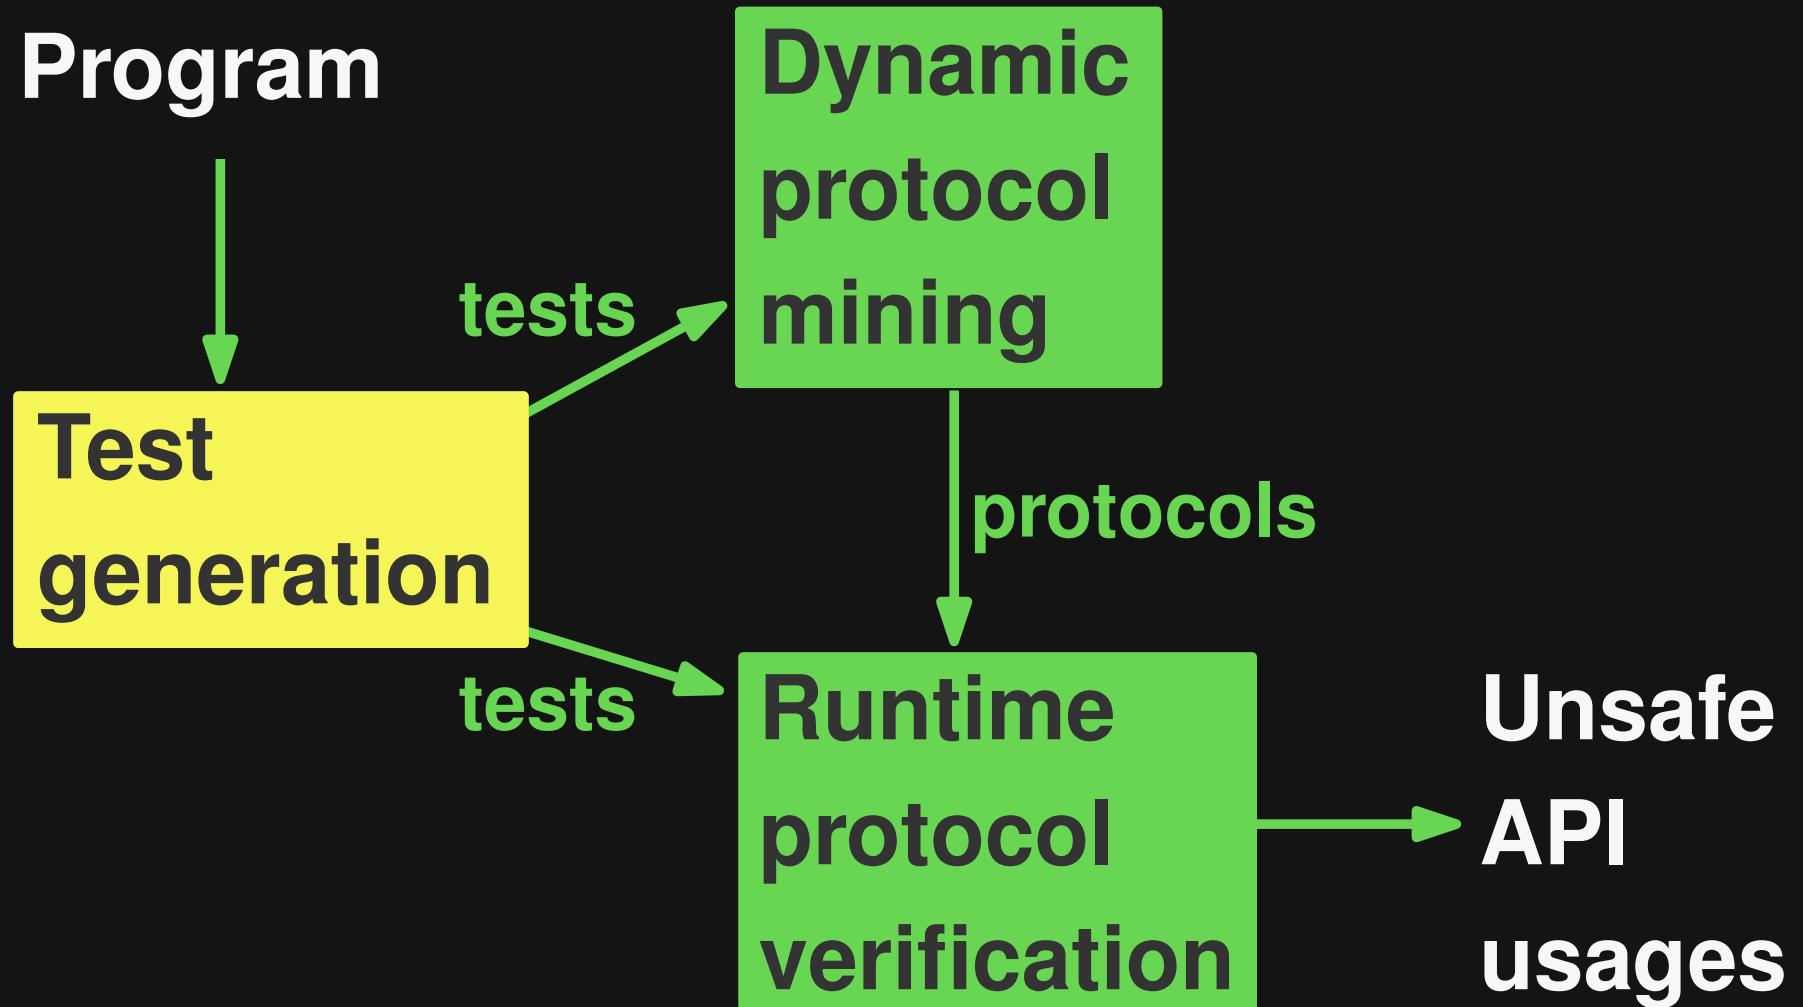 Program
Dynamic
protocol
mining
tests
Test
generation
protocols
tests
Runtime
protocol
verification
Unsafe
API
usages